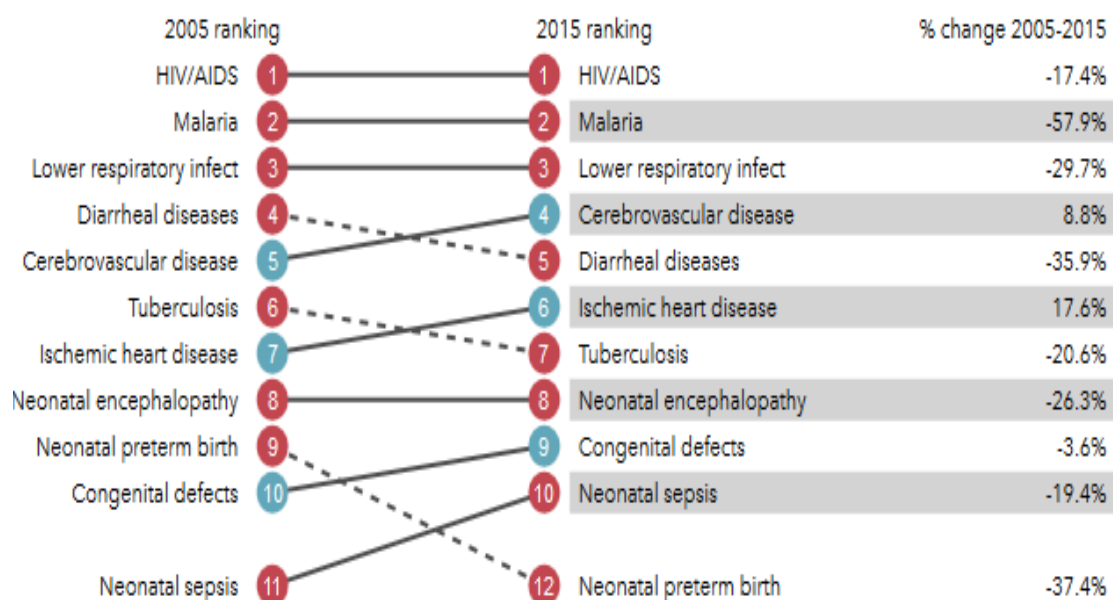 2005 ranking 2015 ranking % change 2005-2015
HIV/AIDS 1 1 HIV/AIDS -17.4%
Malaria 2 2 Malaria -57.9%
Lower respiratory infect 3 3 Lower respiratory infect -29.7%
Diarrheal diseases 4 4 Cerebrovascular disease 8.8%
Cerebrovascular disease 5 5 Diarrheal diseases -35.9%
Tuberculosis 6 6 Ischemic heart disease 17.6%
Ischemic heart disease 7 7 Tuberculosis -20.6%
Neonatal encephalopathy 8 8 Neonatal encephalopathy -26.3%
Neonatal preterm birth 9 9 Congenital defects -3.6%
Congenital defects 10 10 Neonatal sepsis -19.4%
Neonatal sepsis 11 12 Neonatal preterm birth -37.4%